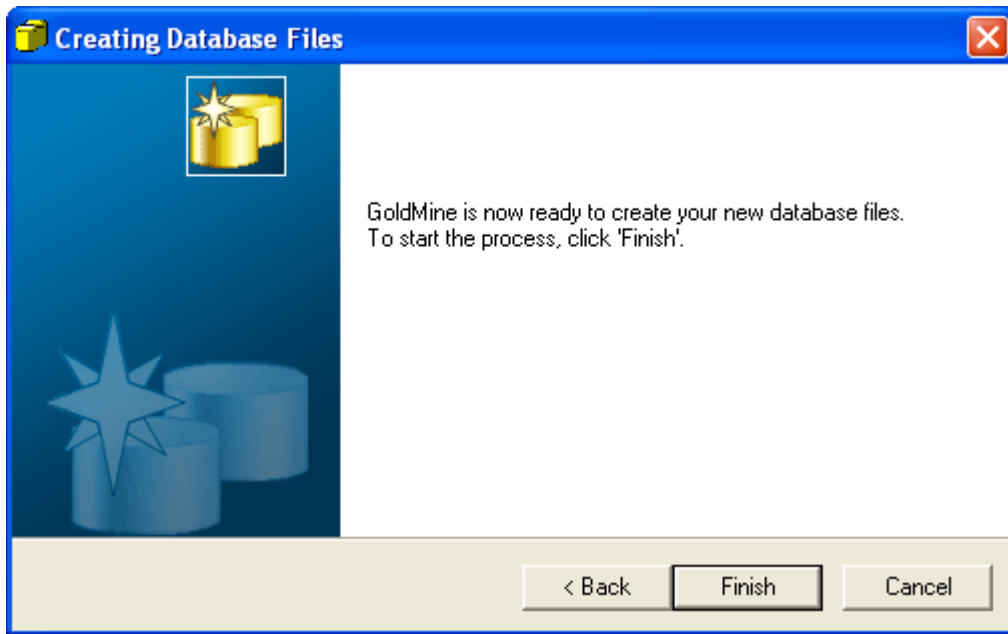 Creating Database Files
GoldMine is now ready to create your new database files.
To start the process, click 'Finish'.
< Back
Finish
Cancel